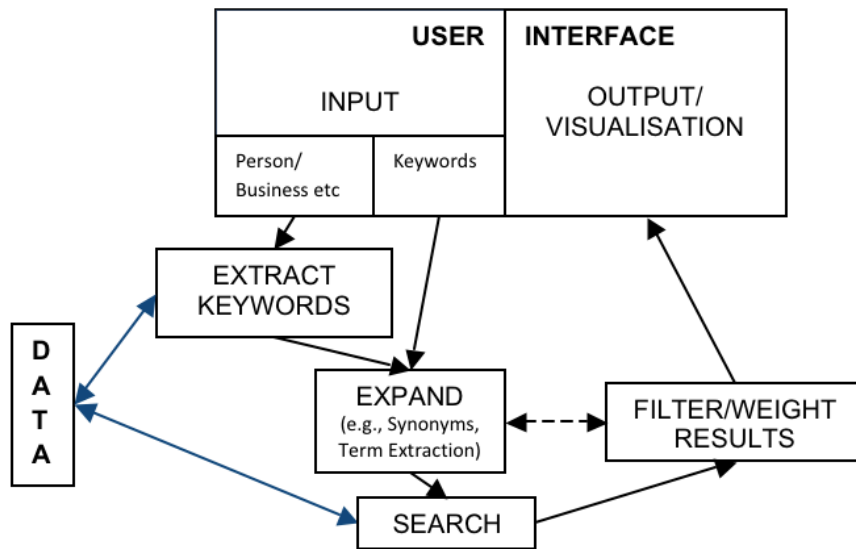 USER INTERFACE
INPUT
OUTPUT/
VISUALISATION
Person/
Business etc
Keywords
EXTRACT
KEYWORDS
D
A
T
A
EXPAND
(e.g., Synonyms,
Term Extraction)
FILTER/WEIGHT
RESULTS
SEARCH